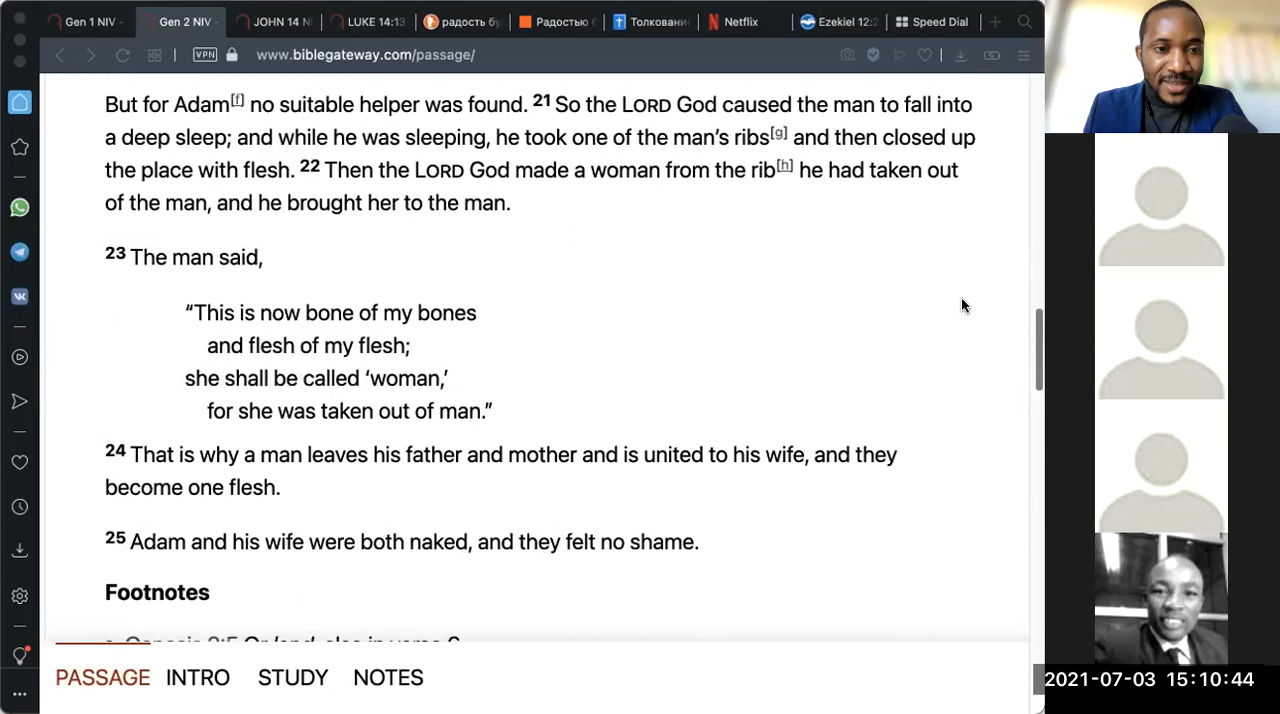 Gen 1 NIV - Gen 2 NIV JOHN 14 N LUKE 14:13 радость бу Радостью Толковани Netflix Ezekiel 12:2 Speed Dial
VPN www.biblegateway.com/passage/
But for Adam[f] no suitable helper was found. 21 So the LORD God caused the man to fall into
a deep sleep; and while he was sleeping, he took one of the man’s ribs[g] and then closed up
the place with flesh. 22 Then the LORD God made a woman from the rib[h] he had taken out
of the man, and he brought her to the man.
23 The man said,
“This is now bone of my bones
and flesh of my flesh;
she shall be called ‘woman,’
for she was taken out of man.”
24 That is why a man leaves his father and mother and is united to his wife, and they
become one flesh.
25 Adam and his wife were both naked, and they felt no shame.
Footnotes
PASSAGE INTRO STUDY NOTES
2021-07-03 15:10:44